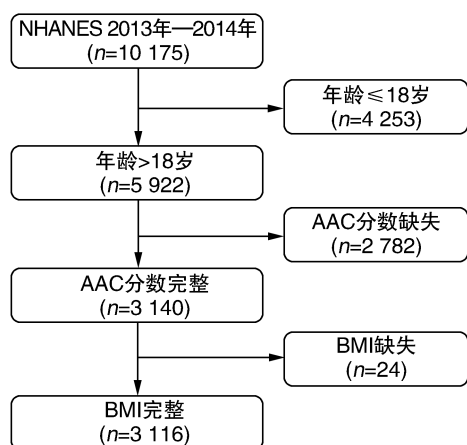 NHANES 2013年—2014年
(n=10 175)
年龄≤18岁
(n=4 253)
年龄>18岁
(n=5 922)
AAC分数缺失
(n=2 782)
AAC分数完整
(n=3 140)
BMI缺失
(n=24)
BMI完整
(n=3 116)